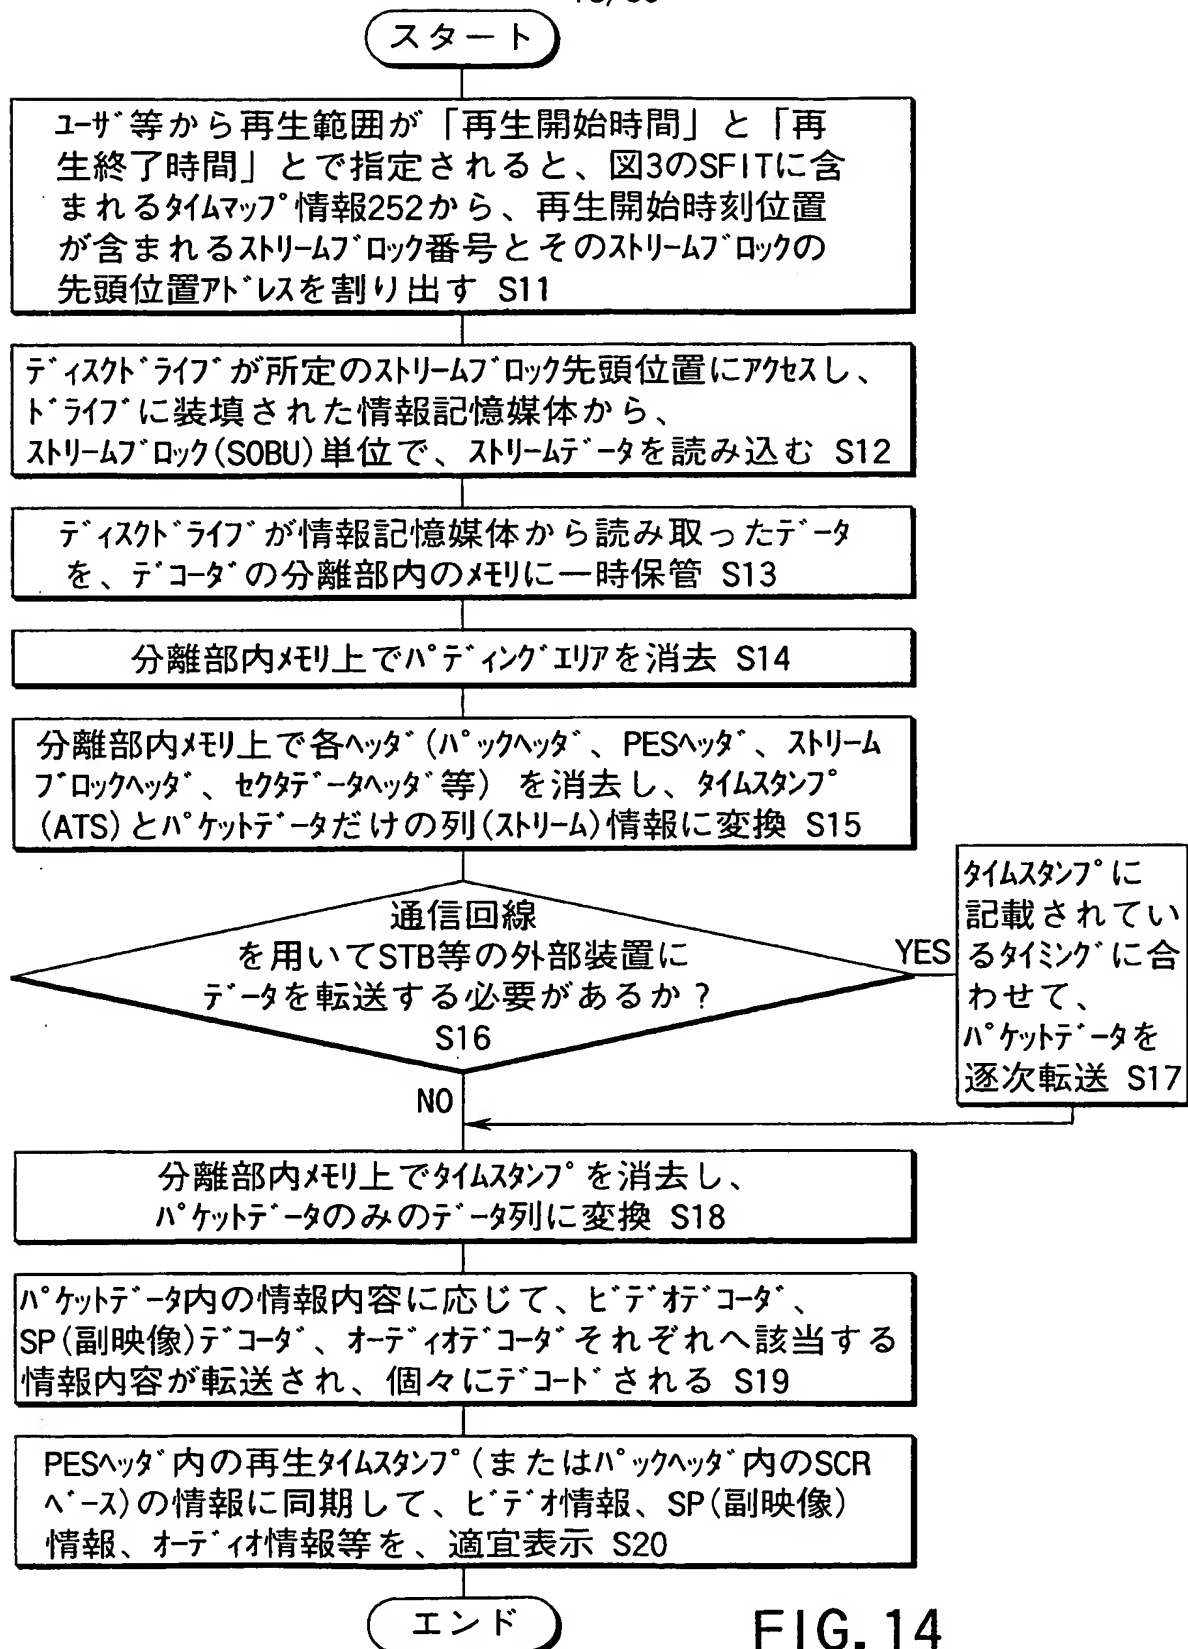 スタート
ユーザ等から再生範囲が「再生開始時間」と「再
生終了時間」とで指定されると、図3のSFITに含
まれるタイムマップ情報252から、再生開始時刻位置
が含まれるストリームブロック番号とそのストリームブロックの
先頭位置アドレスを割り出す S11
ディスクドライブが所定のストリームブロック先頭位置にアクセスし、
ドライブに装填された情報記憶媒体から、
ストリームブロック(SOBU)単位で、ストリームデータを読み込む S12
ディスクドライブが情報記憶媒体から読み取ったデータ
を、デコーダの分離部内のメモリに一時保管 S13
分離部内メモリ上でパディングエリアを消去 S14
分離部内メモリ上で各ヘッダ(パックヘッダ、PESヘッダ、ストリーム
ブロックヘッダ、セクタデータヘッダ等) を消去し、タイムスタンプ
(ATS)とパケットデータだけの列(ストリーム)情報に変換 S15
通信回線
を用いてSTB等の外部装置に
データを転送する必要があるか?
S16
YES
タイムスタンプに
記載されてい
るタイミングに合
わせて、
パケットデータを
逐次転送 S17
NO
分離部内メモリ上でタイムスタンプを消去し、
パケットデータのみのデータ列に変換 S18
パケットデータ内の情報内容に応じて、ビデオデコーダ、
SP(副映像)デコーダ、オーディオデコーダそれぞれへ該当する
情報内容が転送され、個々にデコードされる S19
PESヘッダ内の再生タイムスタンプ(またはパックヘッダ内のSCR
ベース)の情報に同期して、ビデオ情報、SP(副映像)
情報、オーディオ情報等を、適宜表示 S20
エンド
FIG. 14